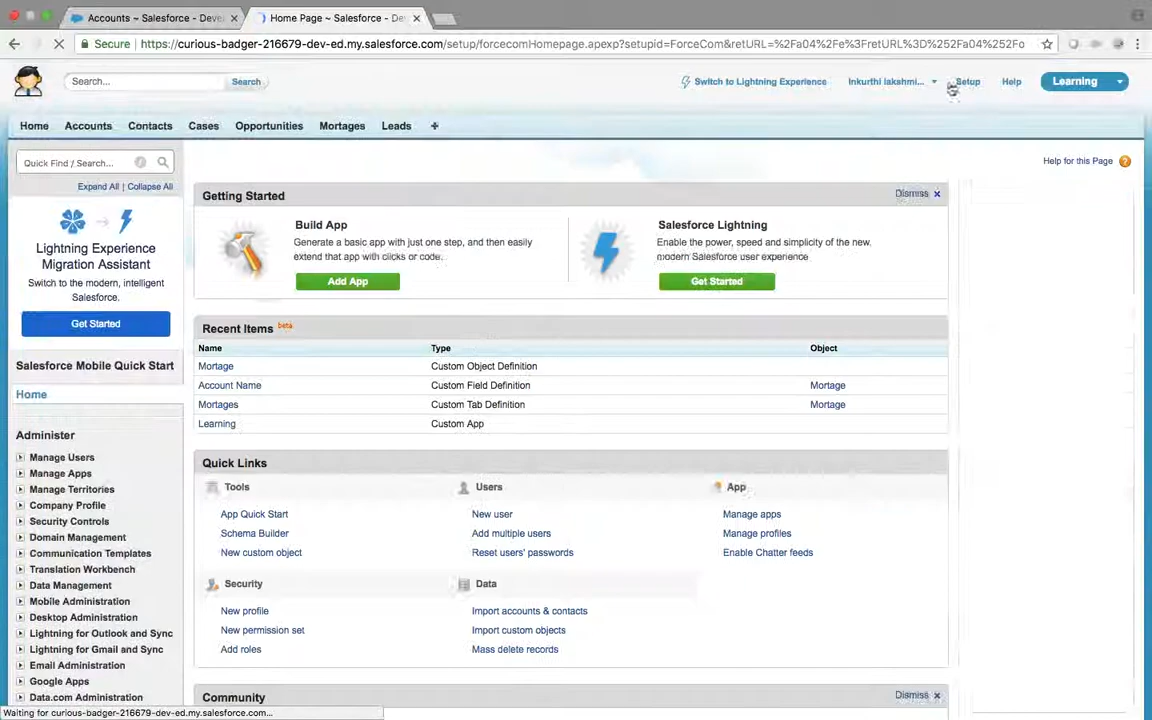 Accounts ~ Salesforce - Deve
Home Page ~ Salesforce - De
Secure https://curious-badger-216679-dev-ed.my.salesforce.com/setup/forcecomHomepage.apexp?setupid=ForceCom&retURL=%2Fa04%2Fe%3FretURL%3D%252Fa04%252Fo
Search...
Search
Switch to Lightning Experience
Inkurthi lakshmi...
Setup
Help
Learning
Home
Accounts
Contacts
Cases
Opportunities
Mortages
Leads
+
Quick Find / Search...
Expand All | Collapse All
Lightning Experience
Migration Assistant
Switch to the modern, intelligent
Salesforce.
Get Started
Salesforce Mobile Quick Start
Home
Administer
Manage Users
Manage Apps
Manage Territories
Company Profile
Security Controls
Domain Management
Communication Templates
Translation Workbench
Data Management
Mobile Administration
Desktop Administration
Lightning for Outlook and Sync
Lightning for Gmail and Sync
Email Administration
Google Apps
Data.com Administration
Help for this Page ?
Getting Started
Dismiss x
Build App
Generate a basic app with just one step, and then easily
extend that app with clicks or code.
Add App
Salesforce Lightning
Enable the power, speed and simplicity of the new,
modern Salesforce user experience
Get Started
Recent Items beta
Name Type Object
Mortage Custom Object Definition
Account Name Custom Field Definition Mortage
Mortages Custom Tab Definition Mortage
Learning Custom App
Quick Links
Tools
App Quick Start
Schema Builder
New custom object
Users
New user
Add multiple users
Reset users' passwords
App
Manage apps
Manage profiles
Enable Chatter feeds
Security
New profile
New permission set
Add roles
Data
Import accounts & contacts
Import custom objects
Mass delete records
Community
Dismiss x
Waiting for curious-badger-216679-dev-ed.my.salesforce.com...